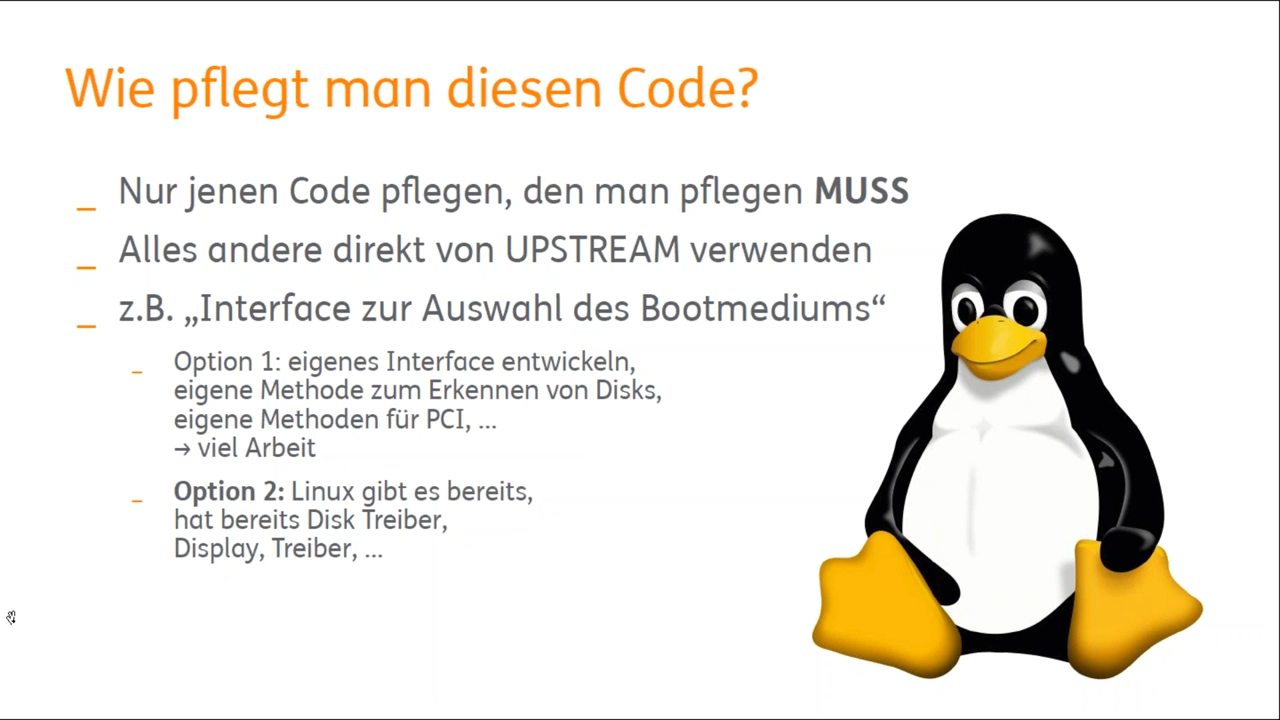 Wie pflegt man diesen Code?
_ Nur jenen Code pflegen, den man pflegen MUSS
_ Alles andere direkt von UPSTREAM verwenden
_ z.B. „Interface zur Auswahl des Bootmediums“
_ Option 1: eigenes Interface entwickeln,
eigene Methode zum Erkennen von Disks,
eigene Methoden für PCI, ...
→ viel Arbeit
_ Option 2: Linux gibt es bereits,
hat bereits Disk Treiber,
Display, Treiber, ...